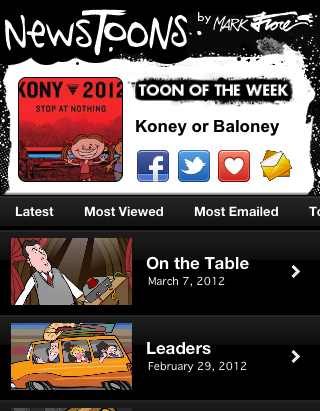 NEWSTOONS by MARK Fiore
KONY 2012
STOP AT NOTHING
TOON OF THE WEEK
Koney or Baloney
Latest Most Viewed Most Emailed To
On the Table
March 7, 2012
Leaders
February 29, 2012